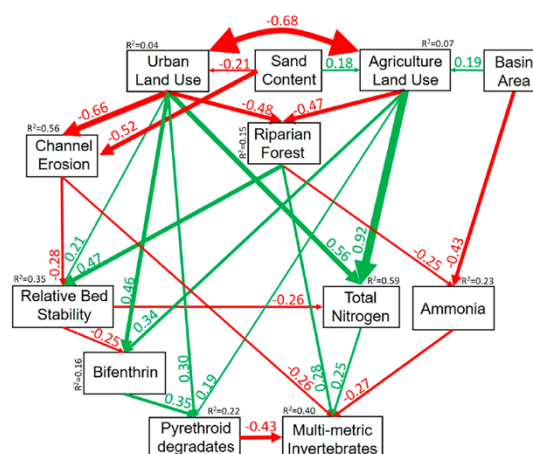 -0.68
R²=0.04
R²=0.07
Urban
Land Use
-0.21
Sand
Content
0.18
Agriculture
Land Use
0.19
Basin
Area
-0.66
-0.52
-0.48
-0.47
R²=0.56
Channel
Erosion
R²=0.15
Riparian
Forest
-0.28
0.21
0.47
0.56
0.92
-0.25
-0.43
R²=0.35
Relative Bed
Stability
0.46
0.34
-0.26
R²=0.59
Total
Nitrogen
R²=0.23
Ammonia
-0.25
R²=0.16
Bifenthrin
0.35
0.30
0.19
-0.26
0.28
0.25
-0.27
R²=0.22
Pyrethroid
degradates
-0.43
R²=0.40
Multi-metric
Invertebrates